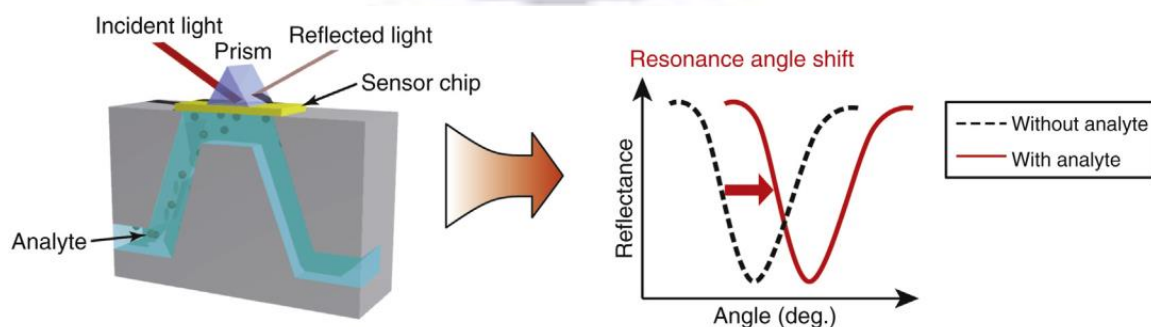 Incident light
Reflected light
Prism
Sensor chip
Analyte
Resonance angle shift
Reflectance
Angle (deg.)
Without analyte
With analyte